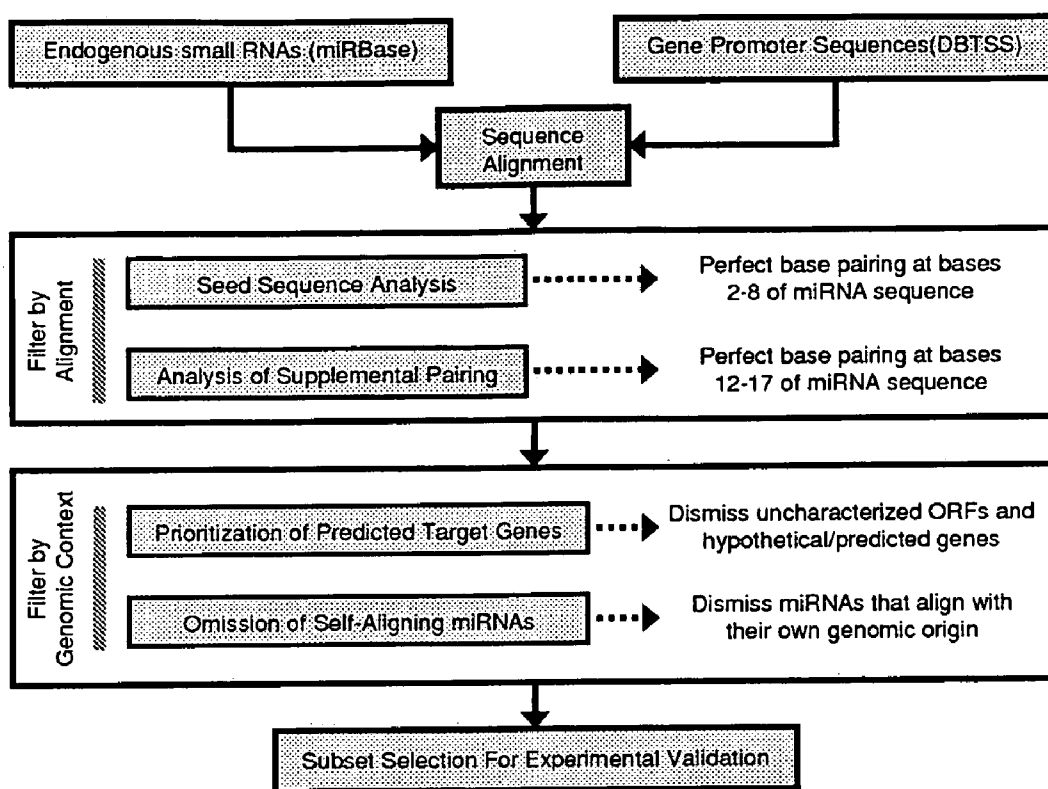 Endogenous small RNAs (miRBase)
Gene Promoter Sequences(DBTSS)
Sequence
Alignment
Filter by
Alignment
Seed Sequence Analysis
Perfect base pairing at bases
2-8 of miRNA sequence
Analysis of Supplemental Pairing
Perfect base pairing at bases
12-17 of miRNA sequence
Filter by
Genomic Context
Prioritization of Predicted Target Genes
Dismiss uncharacterized ORFs and
hypothetical/predicted genes
Omission of Self-Aligning miRNAs
Dismiss miRNAs that align with
their own genomic origin
Subset Selection For Experimental Validation